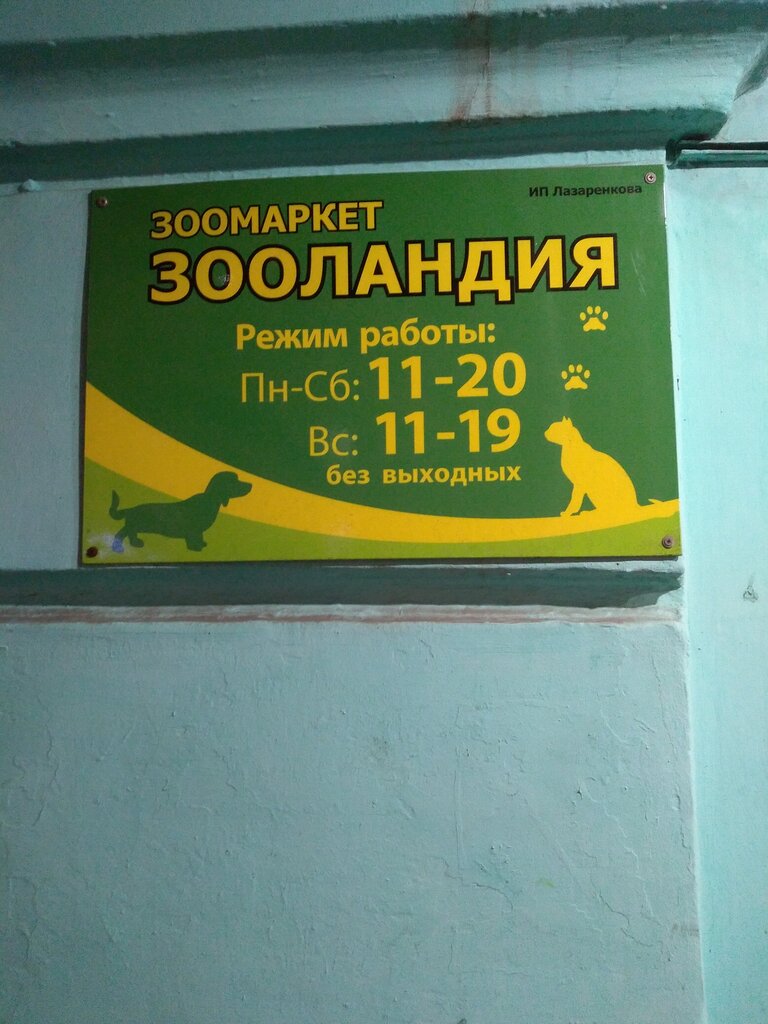 ИП Лазаренкова
ЗООМАРКЕТ
ЗООЛАНДИЯ
Режим работы:
Пн-Сб: 11-20
Вс: 11-19
без выходных